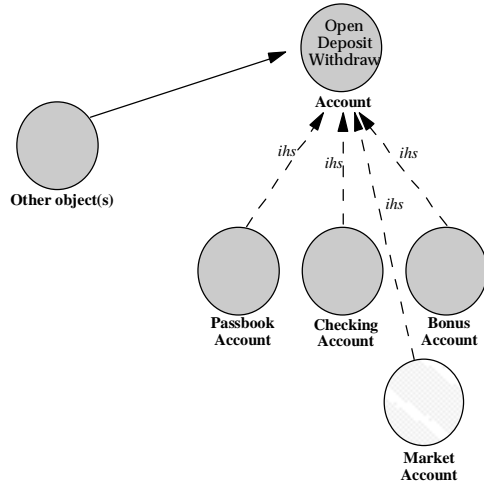 Open
Deposit
Withdraw
Account
Other object(s)
ihs
ihs
ihs
ihs
Passbook
Account
Checking
Account
Bonus
Account
Market
Account